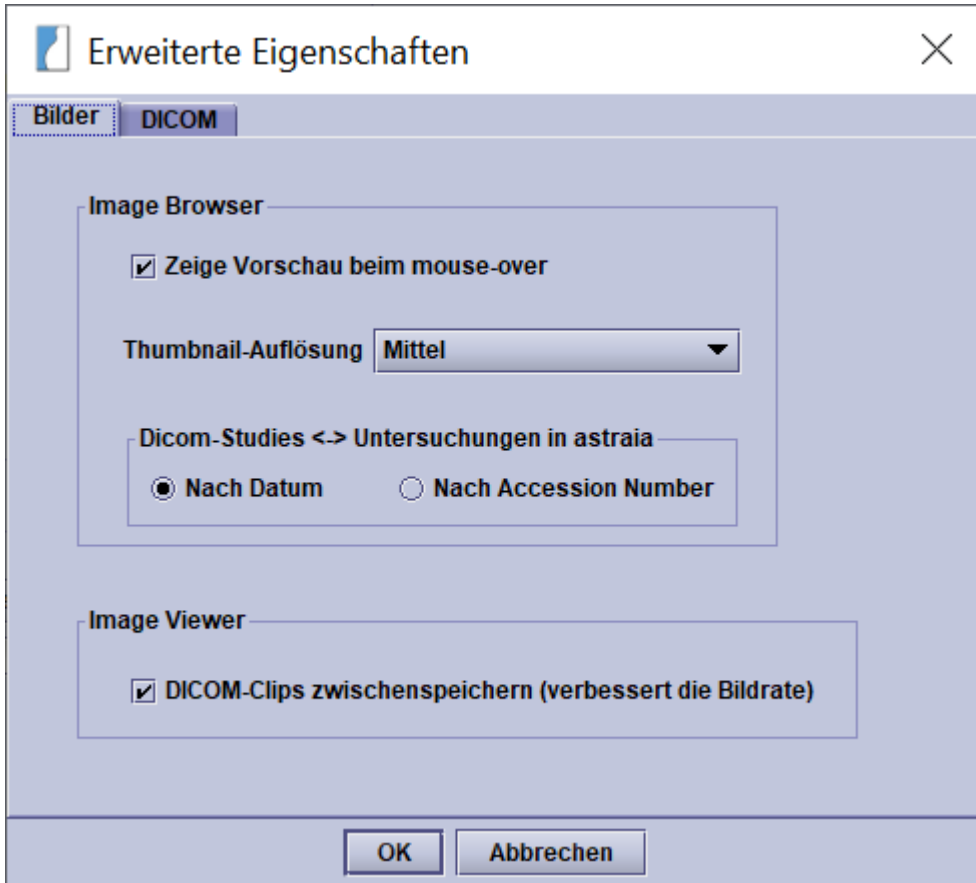 Erweiterte Eigenschaften
Bilder DICOM
Image Browser
Zeige Vorschau beim mouse-over
Thumbnail-Auflösung Mittel
Dicom-Studies <-> Untersuchungen in astraia
Nach Datum Nach Accession Number
Image Viewer
DICOM-Clips zwischenspeichern (verbessert die Bildrate)
OK Abbrechen